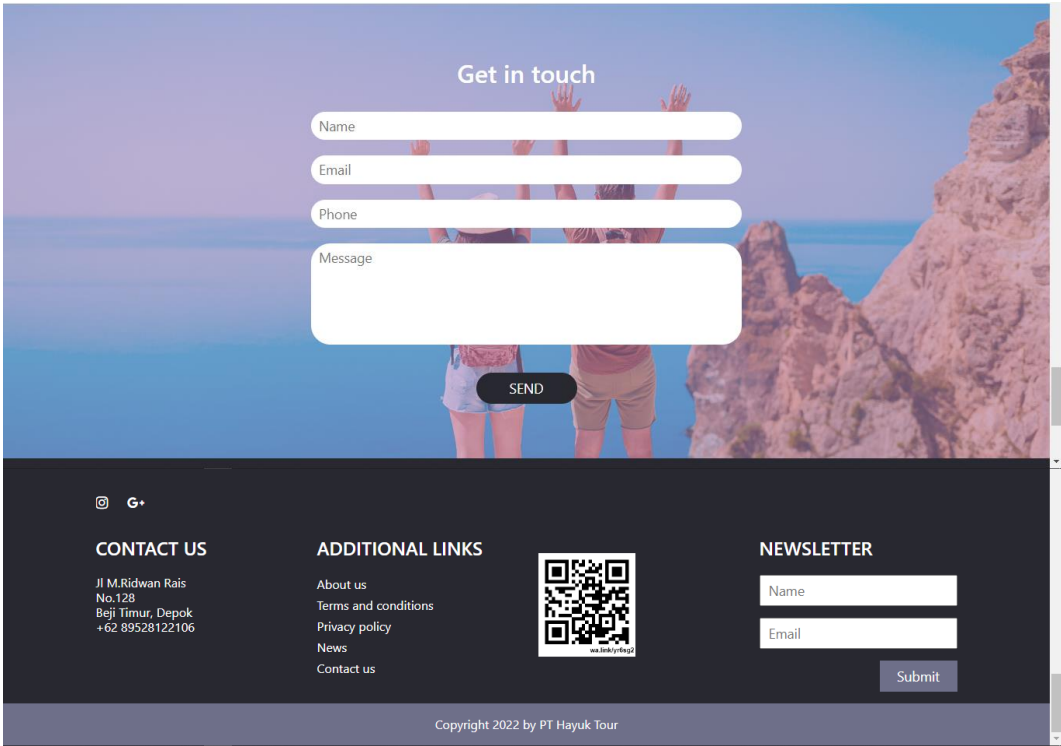 Get in touch
Name
Email
Phone
Message
SEND
G+
CONTACT US
Jl M.Ridwan Rais
No.128
Beji Timur, Depok
+62 89528122106
ADDITIONAL LINKS
About us
Terms and conditions
Privacy policy
News
Contact us
NEWSLETTER
Name
Email
Submit
Copyright 2022 by PT Hayuk Tour